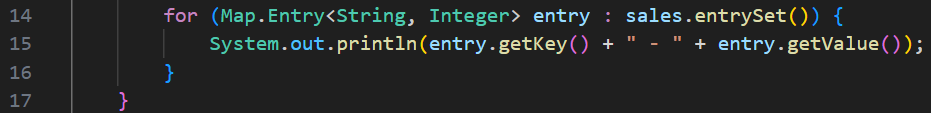 14 for (Map.Entry<String, Integer> entry : sales.entrySet()) {
15 System.out.println(entry.getKey() + " - " + entry.getValue());
16 }
17 }